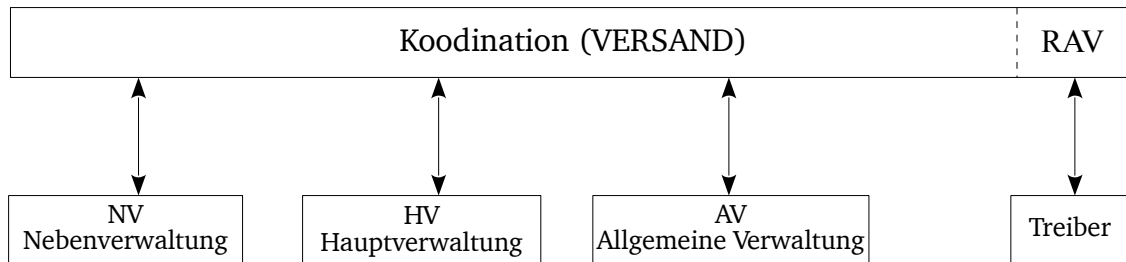 Koodination (VERSAND)
RAV
NV
Nebenverwaltung
HV
Hauptverwaltung
AV
Allgemeine Verwaltung
Treiber